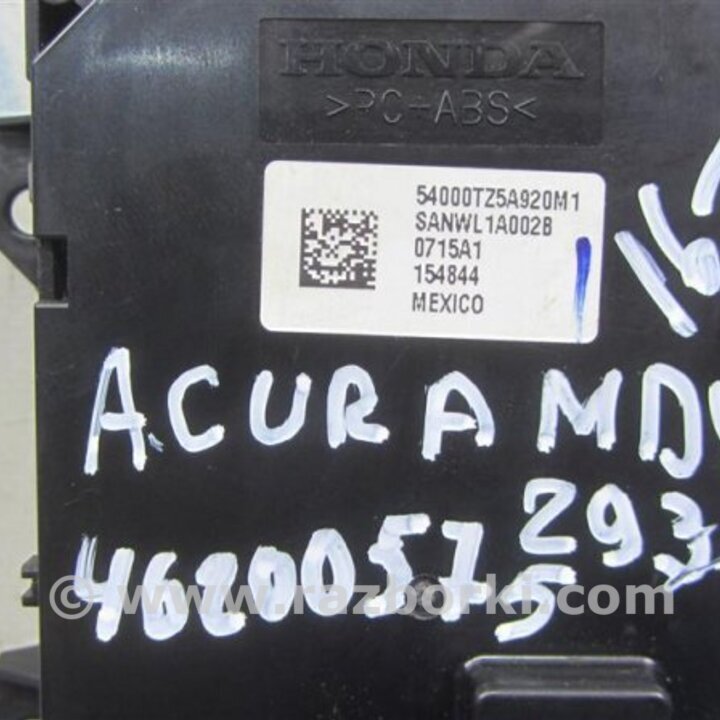 HONDA
>PC-ABS<
54000TZ5A920M1
SANWL1A002B
0715A1
154844
MEXICO
ACURA MD
293
46200575
© www.razborki.com